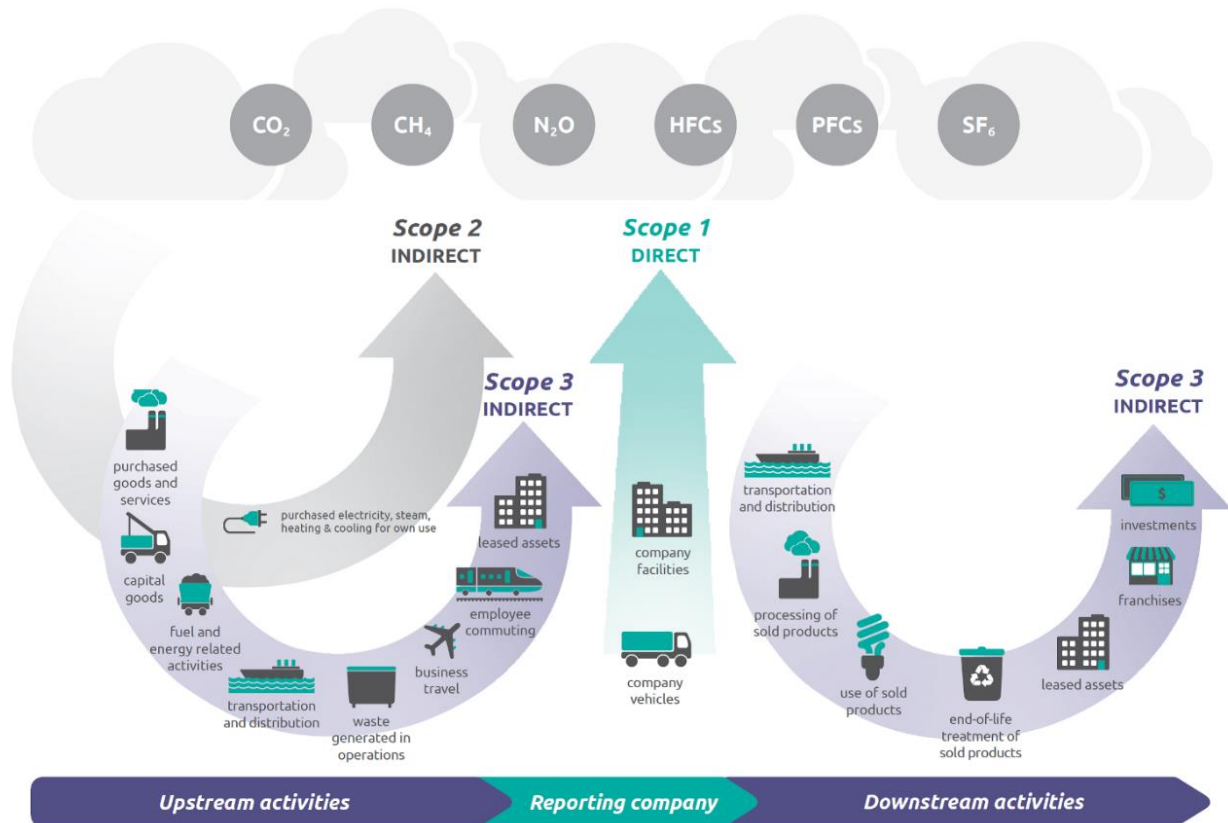 CO₂
CH₄
N₂O
HFCs
PFCs
SF₆
Scope 2
INDIRECT
Scope 1
DIRECT
Scope 3
INDIRECT
Scope 3
INDIRECT
purchased
goods and
services
capital
goods
fuel and
energy related
activities
transportation
and distribution
waste
generated in
operations
business
travel
employee
commuting
leased assets
purchased electricity, steam,
heating & cooling for own use
company
facilities
company
vehicles
transportation
and distribution
processing of
sold products
use of sold
products
end-of-life
treatment of
sold products
leased assets
franchises
$
investments
Upstream activities
Reporting company
Downstream activities